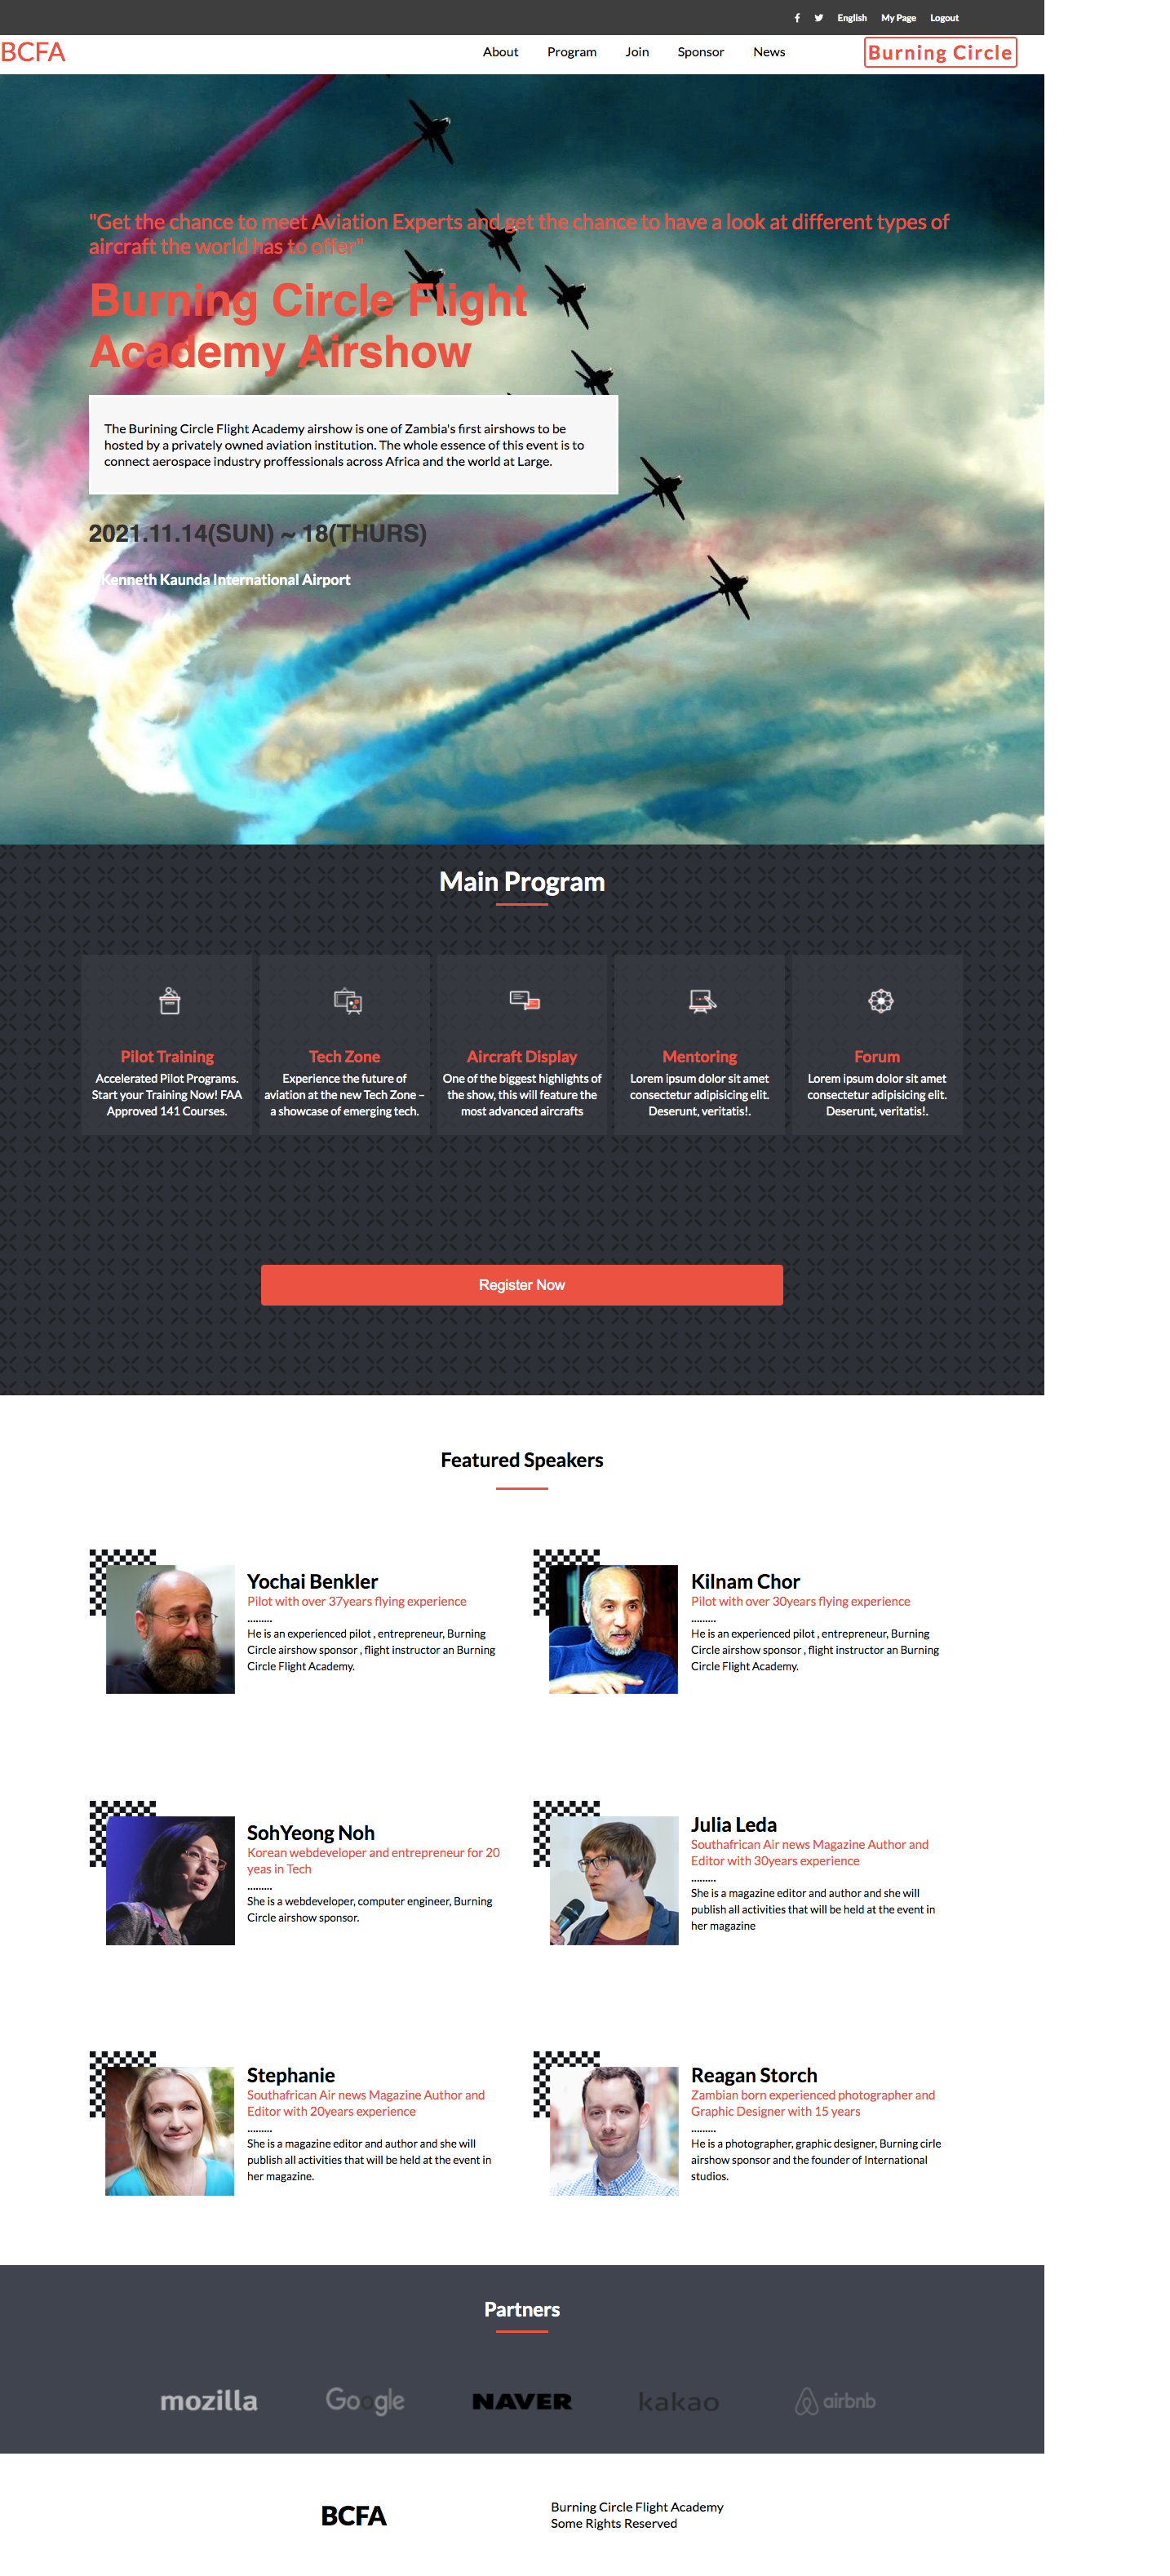 English My Page Logout
BCFA
About Program Join Sponsor News
Burning Circle
"Get the chance to meet Aviation Experts and get the chance to have a look at different types of
aircraft the world has to offer"
Burning Circle Flight
Academy Airshow
The Burining Circle Flight Academy airshow is one of Zambia's first airshows to be
hosted by a privately owned aviation institution. The whole essence of this event is to
connect aerospace industry proffessionals across Africa and the world at Large.
2021.11.14(SUN) ~ 18(THURS)
Kenneth Kaunda International Airport
Main Program
Pilot Training
Accelerated Pilot Programs.
Start your Training Now! FAA
Approved 141 Courses.
Tech Zone
Experience the future of
aviation at the new Tech Zone –
a showcase of emerging tech.
Aircraft Display
One of the biggest highlights of
the show, this will feature the
most advanced aircrafts
Mentoring
Lorem ipsum dolor sit amet
consectetur adipisicing elit.
Deserunt, veritatis!.
Forum
Lorem ipsum dolor sit amet
consectetur adipisicing elit.
Deserunt, veritatis!.
Register Now
Featured Speakers
Yochai Benkler
Pilot with over 37years flying experience
.........
He is an experienced pilot , entrepreneur, Burning
Circle airshow sponsor , flight instructor an Burning
Circle Flight Academy.
Kilnam Chor
Pilot with over 30years flying experience
.........
He is an experienced pilot , entrepreneur, Burning
Circle airshow sponsor , flight instructor an Burning
Circle Flight Academy.
SohYeong Noh
Korean webdeveloper and entrepreneur for 20
yeas in Tech
.........
She is a webdeveloper, computer engineer, Burning
Circle airshow sponsor.
Julia Leda
Southafrican Air news Magazine Author and
Editor with 30years experience
.........
She is a magazine editor and author and she will
publish all activities that will be held at the event in
her magazine
Stephanie
Southafrican Air news Magazine Author and
Editor with 20years experience
.........
She is a magazine editor and author and she will
publish all activities that will be held at the event in
her magazine.
Reagan Storch
Zambian born experienced photographer and
Graphic Designer with 15 years
.........
He is a photographer, graphic designer, Burning cirle
airshow sponsor and the founder of International
studios.
Partners
mozilla Google NAVER kakao airbnb
BCFA
Burning Circle Flight Academy
Some Rights Reserved